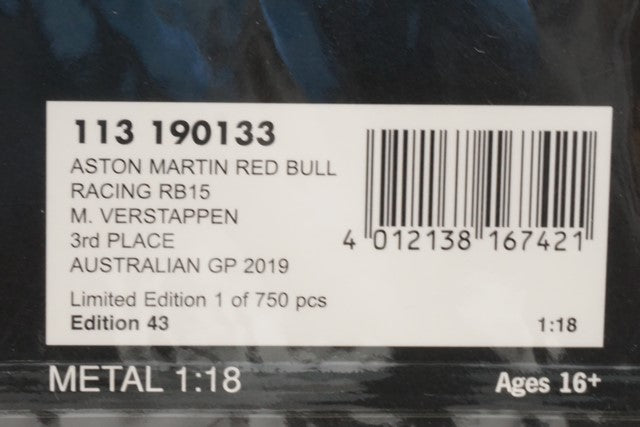 113 190133
ASTON MARTIN RED BULL
RACING RB15
M. VERSTAPPEN
3rd PLACE
AUSTRALIAN GP 2019
Limited Edition 1 of 750 pcs
Edition 43
4 012138 167421
1:18
METAL 1:18
Ages 16+